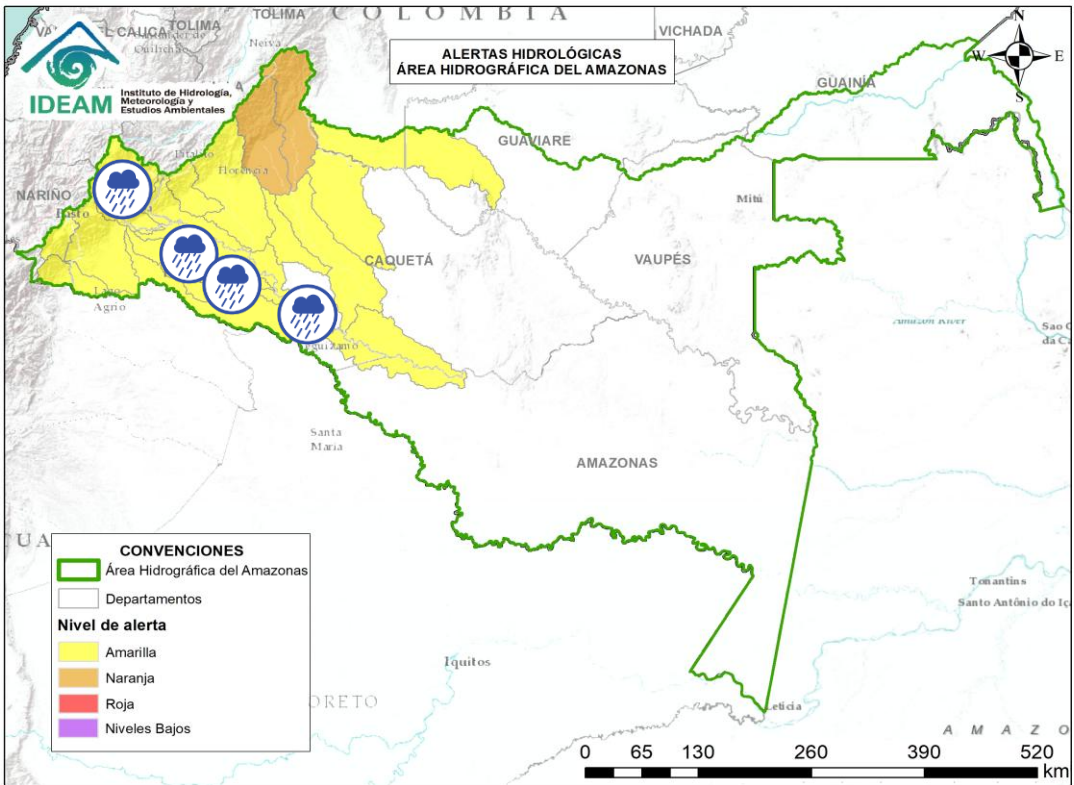 COLOMBIA
TOLIMA
TOLIMA
Neiva
VICHADA
ALERTAS HIDROLÓGICAS
ÁREA HIDROGRÁFICA DEL AMAZONAS
N
W
E
S
IDEAM
Instituto de Hidrología,
Meteorología y
Estudios Ambientales
GUAINÍA
GUAVIARE
Florencia
NARIÑO
Pasto
Mitú
CAQUETÁ
VAUPÉS
Lago
Agrio
Amazon River
Santa
Maria
AMAZONAS
CONVENCIONES
Área Hidrográfica del Amazonas
Departamentos
Nivel de alerta
Amarilla
Naranja
Roja
Niveles Bajos
Tonantins
Santo Antônio do Iça
Iquitos
ORETO
Leticia
A M A Z O
0 65 130 260 390 520
km